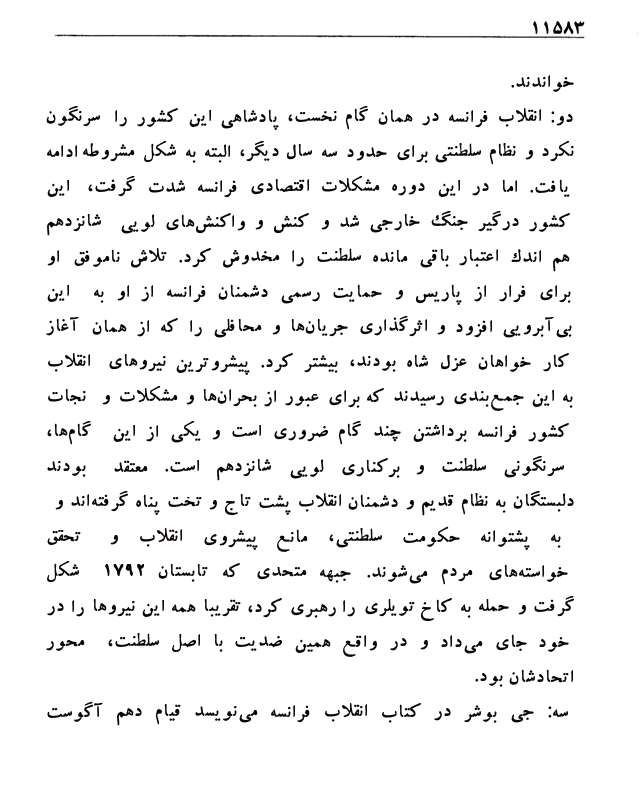 ۱۱۵۸۳
خواندند.
دو: انقلاب فرانسه در همان گام نخست، پادشاهی این کشور را سرنگون
نکرد و نظام سلطنتی برای حدود سه سال دیگر، البته به شکل مشروطه ادامه
یافت. اما در این دوره مشکلات اقتصادی فرانسه شدت گرفت، این
کشور درگیر جنگ خارجی شد و کنش و واکنش‌های لویی شانزدهم
هم اندک اعتبار باقی مانده سلطنت را مخدوش کرد. تلاش ناموفق او
برای فرار از پاریس و حمایت رسمی دشمنان فرانسه از او به این
بی‌آبرویی افزود و اثرگذاری جریان‌ها و محافلی را که از همان آغاز
کار خواهان عزل شاه بودند، بیشتر کرد. پیشروترین نیروهای انقلاب
به این جمع‌بندی رسیدند که برای عبور از بحران‌ها و مشکلات و نجات
کشور فرانسه برداشتن چند گام ضروری است و یکی از این گام‌ها،
سرنگونی سلطنت و برکناری لویی شانزدهم است. معتقد بودند
دلبستگان به نظام قدیم و دشمنان انقلاب پشت تاج و تخت پناه گرفته‌اند و
به پشتوانه حکومت سلطنتی، مانع پیشروی انقلاب و تحقق
خواسته‌های مردم می‌شوند. جبهه متحدی که تابستان ۱۷۹۲ شکل
گرفت و حمله به کاخ تویلری را رهبری کرد، تقریبا همه این نیروها را در
خود جای می‌داد و در واقع همین ضدیت با اصل سلطنت، محور
اتحادشان بود.
سه: جی بوشر در کتاب انقلاب فرانسه می‌نویسد قیام دهم آگوست